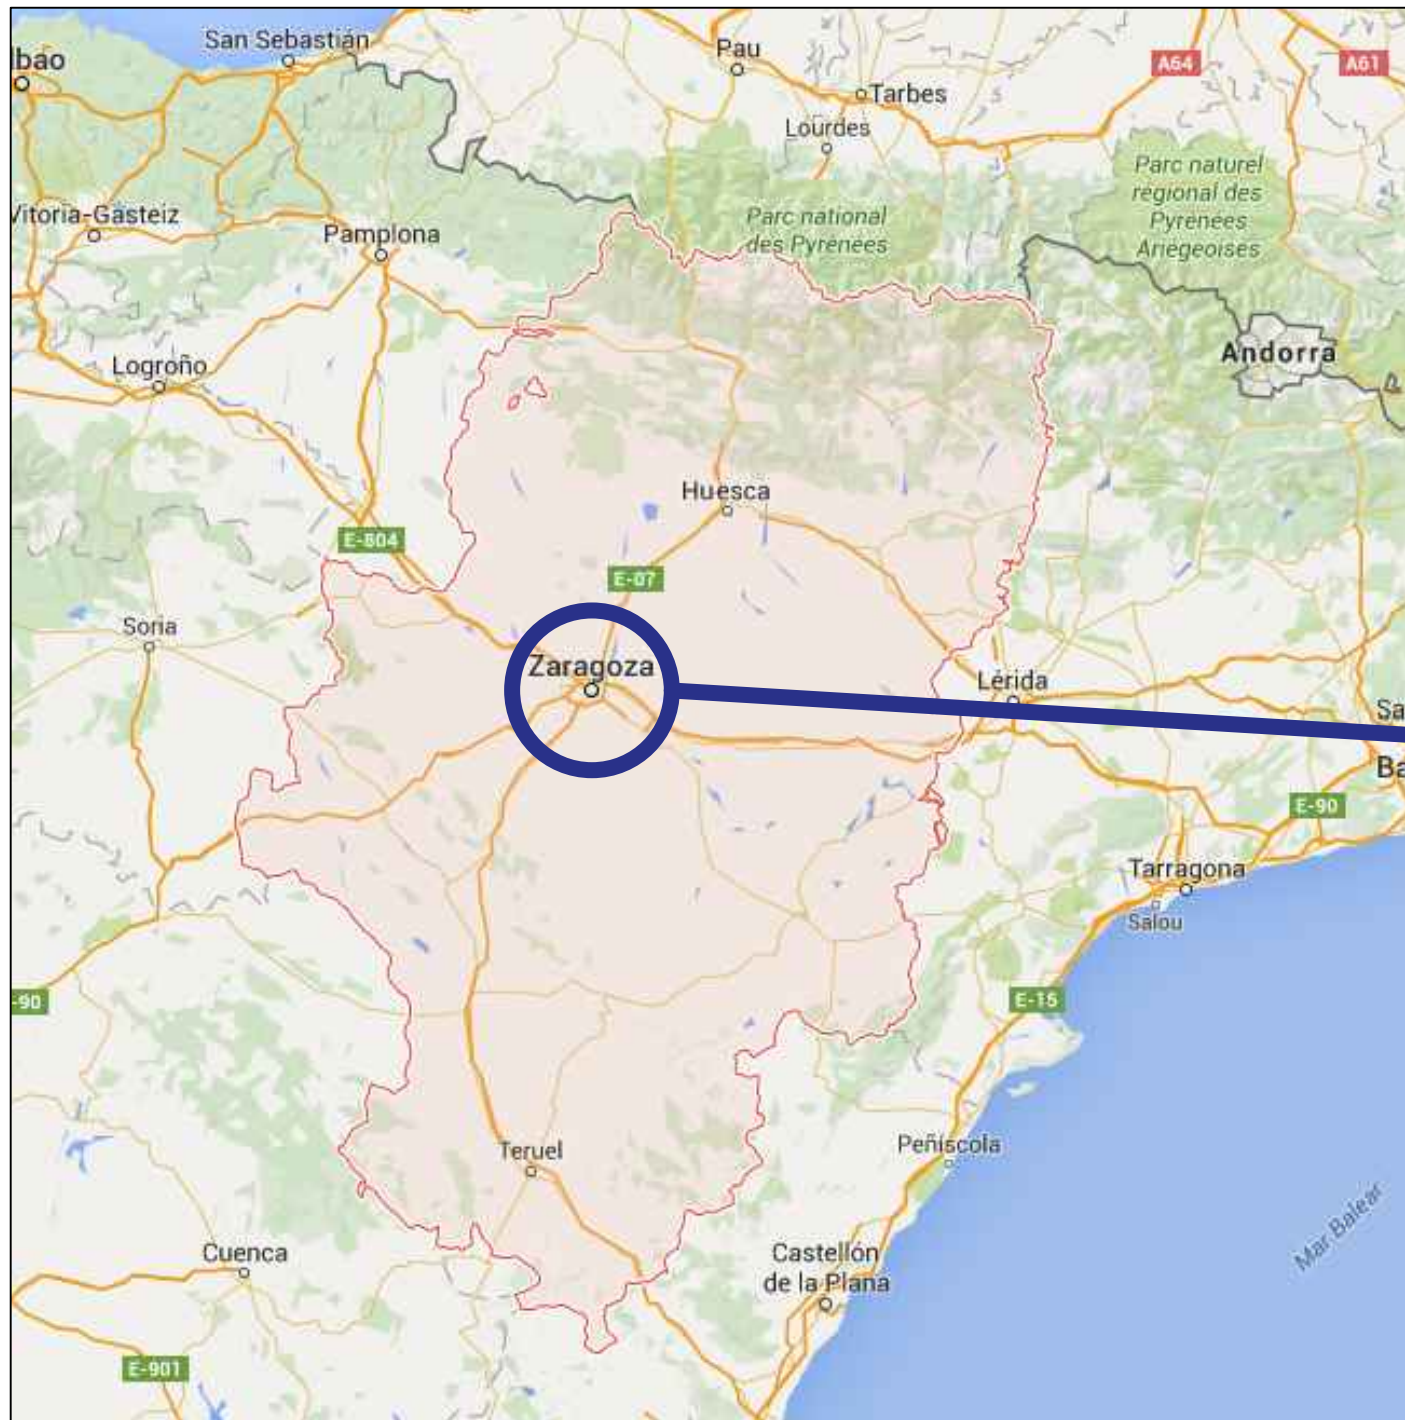 San Sebastián
lbao
Pau
A64
A61
Tarbes
Lourdes
Parc naturel
régional des
Pyrénées
Ariégeoises
Vitoria-Gasteiz
Parc national
des Pyrénées
Pamplona
Andorra
Logroño
Huesca
E-804
E-07
Soria
Zaragoza
Lérida
Sa
Ba
E-90
Tarragona
Salou
-90
E-15
Teruel
Peñíscola
Mar Balear
Cuenca
Castellón
de la Plana
E-901